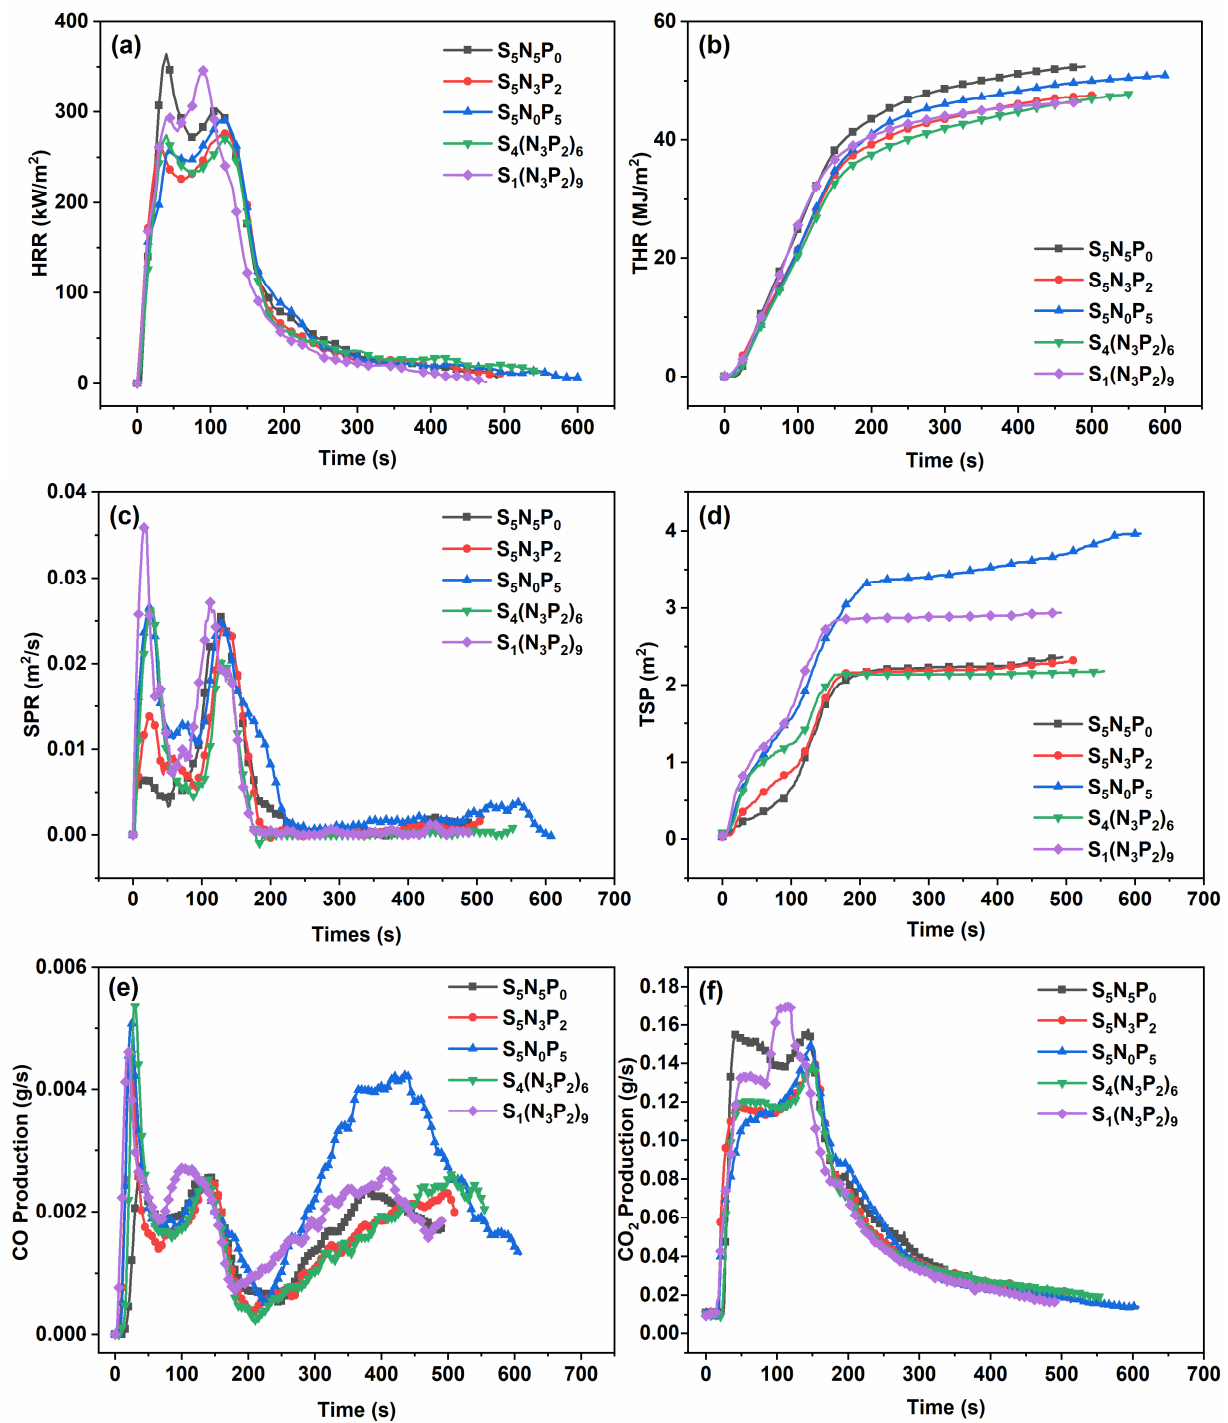 (a)
HRR (kW/m²)
400
300
200
100
0
S₅N₅P₀
S₅N₃P₂
S₅N₀P₅
S₄(N₃P₂)₆
S₁(N₃P₂)₉
0 100 200 300 400 500 600
Time (s)
(b)
THR (MJ/m²)
60
40
20
0
S₅N₅P₀
S₅N₃P₂
S₅N₀P₅
S₄(N₃P₂)₆
S₁(N₃P₂)₉
0 100 200 300 400 500 600
Time (s)
(c)
SPR (m²/s)
0.04
0.03
0.02
0.01
0.00
S₅N₅P₀
S₅N₃P₂
S₅N₀P₅
S₄(N₃P₂)₆
S₁(N₃P₂)₉
0 100 200 300 400 500 600 700
Times (s)
(d)
TSP (m²)
4
3
2
1
0
S₅N₅P₀
S₅N₃P₂
S₅N₀P₅
S₄(N₃P₂)₆
S₁(N₃P₂)₉
0 100 200 300 400 500 600 700
Time (s)
(e)
CO Production (g/s)
0.006
0.004
0.002
0.000
S₅N₅P₀
S₅N₃P₂
S₅N₀P₅
S₄(N₃P₂)₆
S₁(N₃P₂)₉
0 100 200 300 400 500 600 700
Time (s)
(f)
CO₂ Production (g/s)
0.18
0.16
0.14
0.12
0.10
0.08
0.06
0.04
0.02
0.00
S₅N₅P₀
S₅N₃P₂
S₅N₀P₅
S₄(N₃P₂)₆
S₁(N₃P₂)₉
0 100 200 300 400 500 600 700
Time (s)